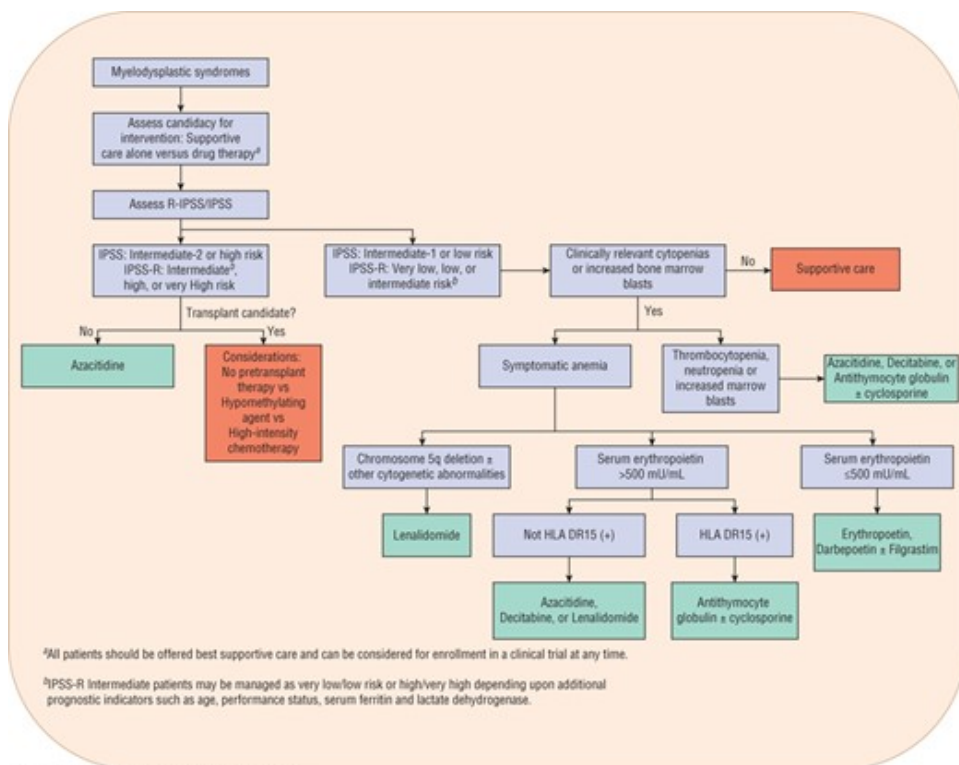 Myelodysplastic syndromes
Assess candidacy for
intervention: Supportive
care alone versus drug therapyᵃ
Assess R-IPSS/IPSS
IPSS: Intermediate-2 or high risk
IPSS-R: Intermediateᵇ,
high, or very High risk
IPSS: Intermediate-1 or low risk
IPSS-R: Very low, low, or
intermediate riskᵇ
Clinically relevant cytopenias
or increased bone marrow
blasts
No
Supportive care
Transplant candidate?
No
Yes
Yes
Azacitidine
Considerations:
No pretransplant
therapy vs
Hypomethylating
agent vs
High-intensity
chemotherapy
Symptomatic anemia
Thrombocytopenia,
neutropenia or
increased marrow
blasts
Azacitidine, Decitabine, or
Antithymocyte globulin
± cyclosporine
Chromosome 5q deletion ±
other cytogenetic abnormalities
Serum erythropoietin
>500 mU/mL
Serum erythropoietin
≤500 mU/mL
Lenalidomide
Not HLA DR15 (+)
HLA DR15 (+)
Erythropoetin,
Darbepoetin ± Filgrastim
Azacitidine,
Decitabine, or Lenalidomide
Antithymocyte
globulin ± cyclosporine
ᵃAll patients should be offered best supportive care and can be considered for enrollment in a clinical trial at any time.
ᵇIPSS-R Intermediate patients may be managed as very low/low risk or high/very high depending upon additional
prognostic indicators such as age, performance status, serum ferritin and lactate dehydrogenase.